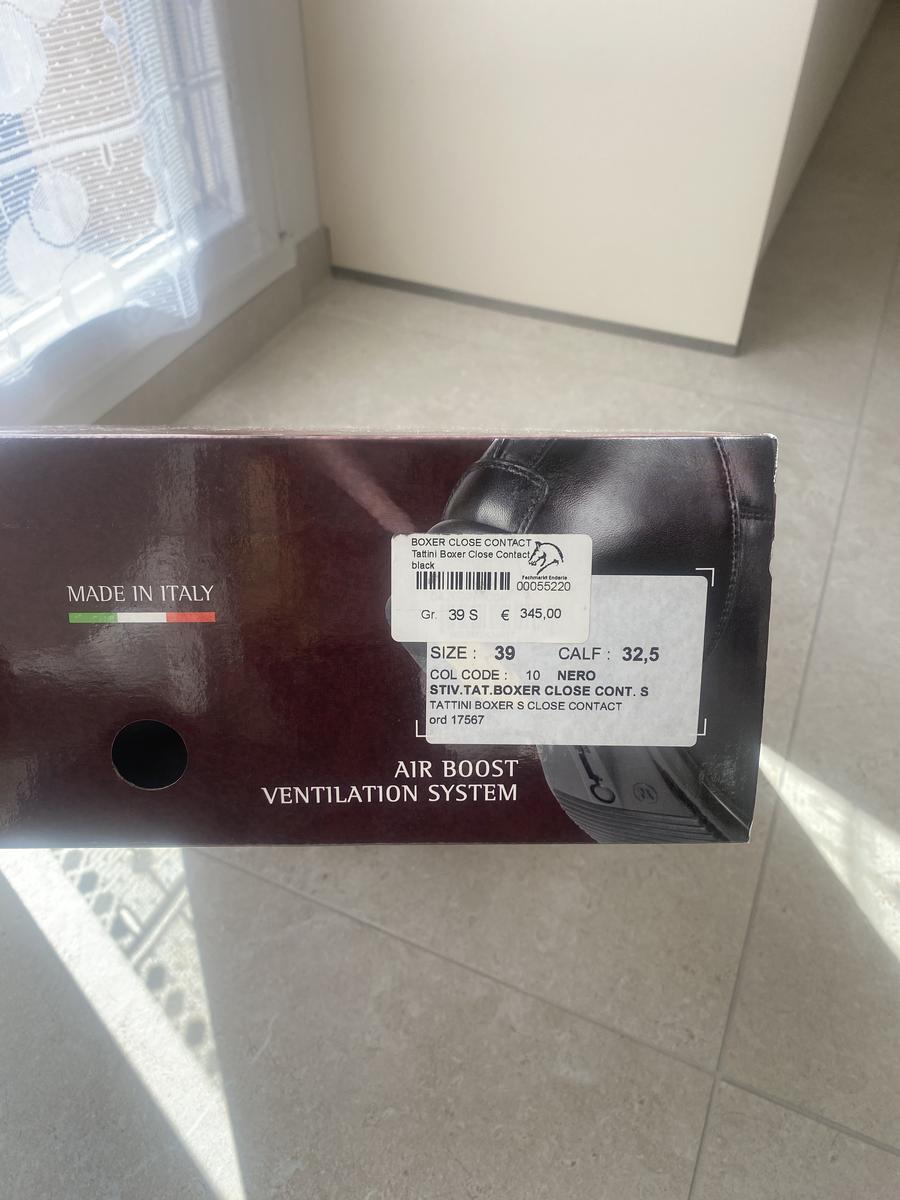 BOXER CLOSE CONTACT
Tattini Boxer Close Contact
black
Fachmarkt Enderle
00055220
Gr. 39 S € 345,00
MADE IN ITALY
SIZE : 39 CALF : 32,5
COL CODE : 10 NERO
STIV.TAT.BOXER CLOSE CONT. S
TATTINI BOXER S CLOSE CONTACT
ord 17567
AIR BOOST
VENTILATION SYSTEM